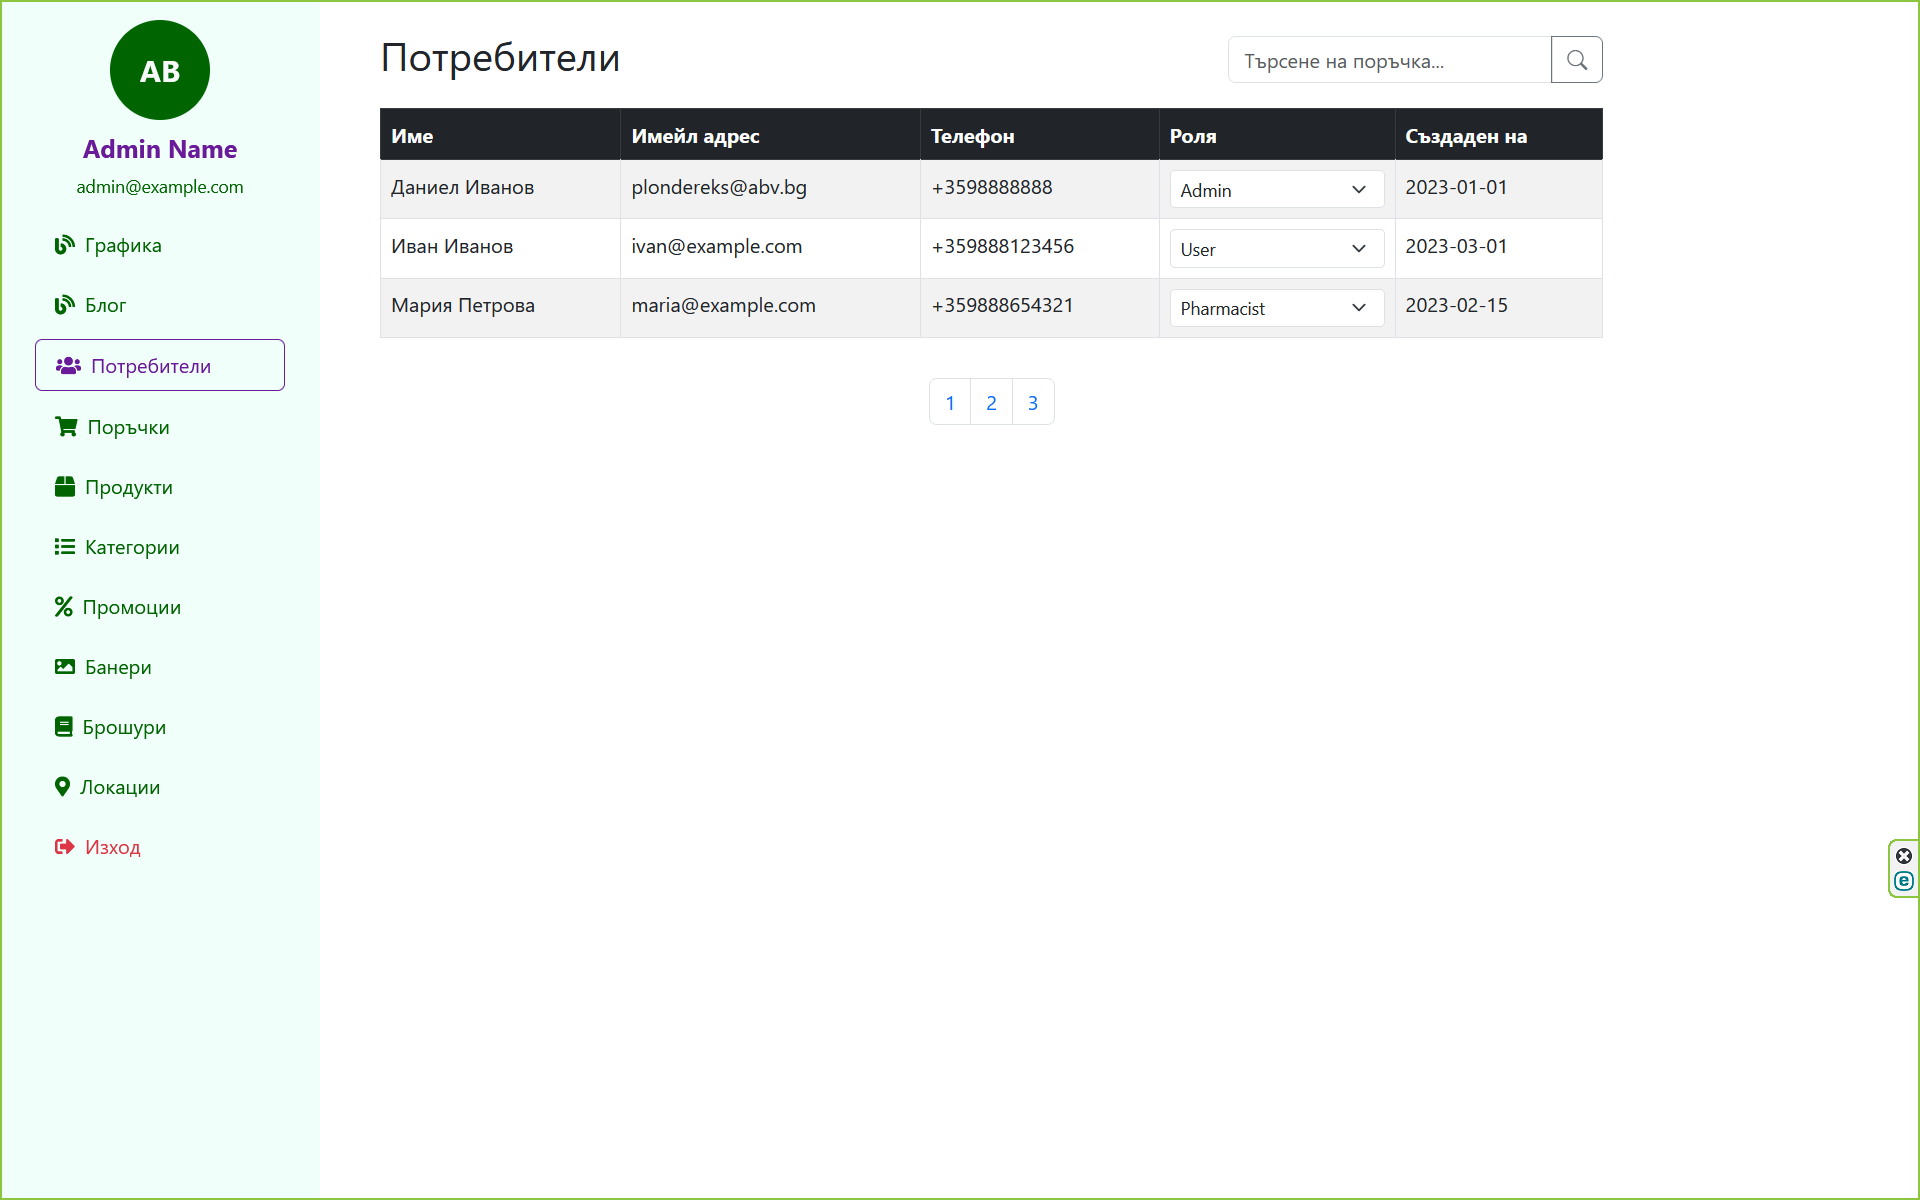 AB
Admin Name
admin@example.com
Графика
Блог
Потребители
Поръчки
Продукти
Категории
Промоции
Банери
Брошури
Локации
Изход
Потребители
Търсене на поръчка...
Име Имейл адрес Телефон Роля Създаден на
Даниел Иванов plondereks@abv.bg +3598888888 Admin 2023-01-01
Иван Иванов ivan@example.com +359888123456 User 2023-03-01
Мария Петрова maria@example.com +359888654321 Pharmacist 2023-02-15
1 2 3
e